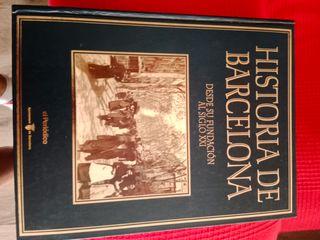 HISTORIA DE
BARCELONA
DESDE SU FUNDACIÓN
AL SIGLO XXI
el Periódico